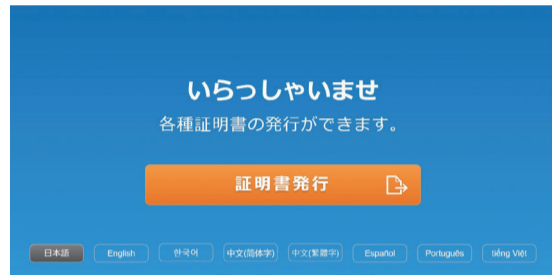 いらっしゃいませ
各種証明書の発行ができます。
証明書発行
日本語 English 한국어 中文(简体字) 中文(繁體字) Español Português tiếng Việt